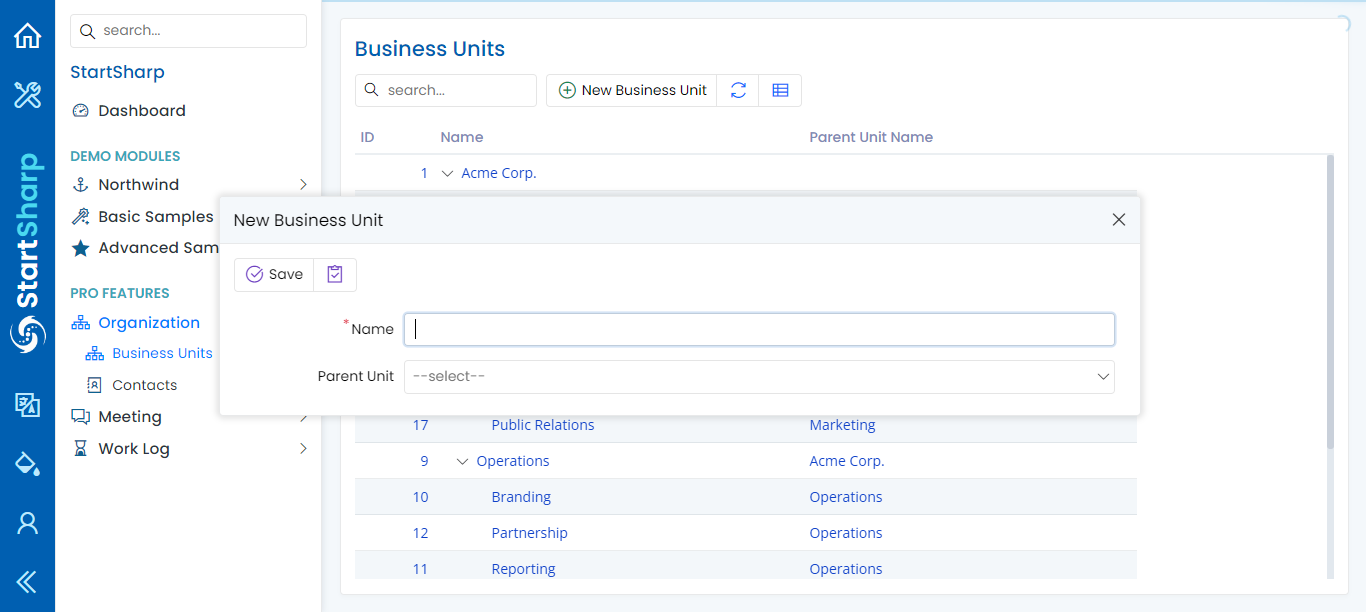 StartSharp
search...
StartSharp
Dashboard
DEMO MODULES
Northwind
Basic Samples
Advanced Sam
PRO FEATURES
Organization
Business Units
Contacts
Meeting
Work Log
Business Units
search...
New Business Unit
ID Name Parent Unit Name
1 Acme Corp.
New Business Unit
Save
*Name
Parent Unit --select--
17 Public Relations Marketing
9 Operations Acme Corp.
10 Branding Operations
12 Partnership Operations
11 Reporting Operations